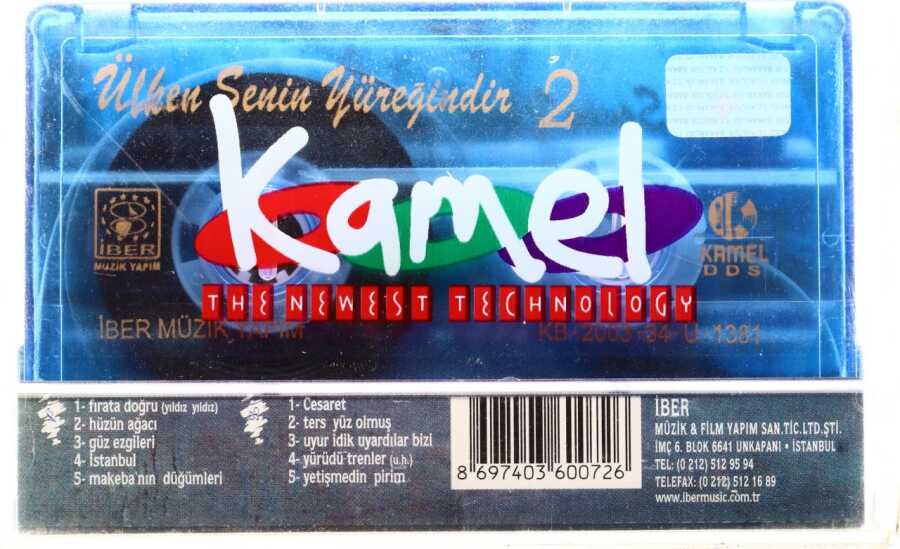 Ülken Senin Yüreğindir 2
Kamel
THE NEWEST TECHNOLOGY
İBER
MÜZİK YAPIM
KAMEL
DDS
İBER MÜZİK YAPIM
KB-2003-34-U-1381
1- fırata doğru (yıldız yıldız)
2- hüzün ağacı
3- güz ezgileri
4- İstanbul
5- makeba'nın düğümleri
1- Cesaret
2- ters yüz olmuş
3- uyur idik uyardılar bizi
4- yürüdü trenler (u.h.)
5- yetişmedin pirim
8 697403 600726
İBER
MÜZİK & FİLM YAPIM SAN.TİC.LTD.ŞTİ.
İMÇ 6. BLOK 6641 UNKAPANI • İSTANBUL
TEL: (0 212) 512 95 94
TELEFAX: (0 212) 512 16 89
www.ibermusic.com.tr